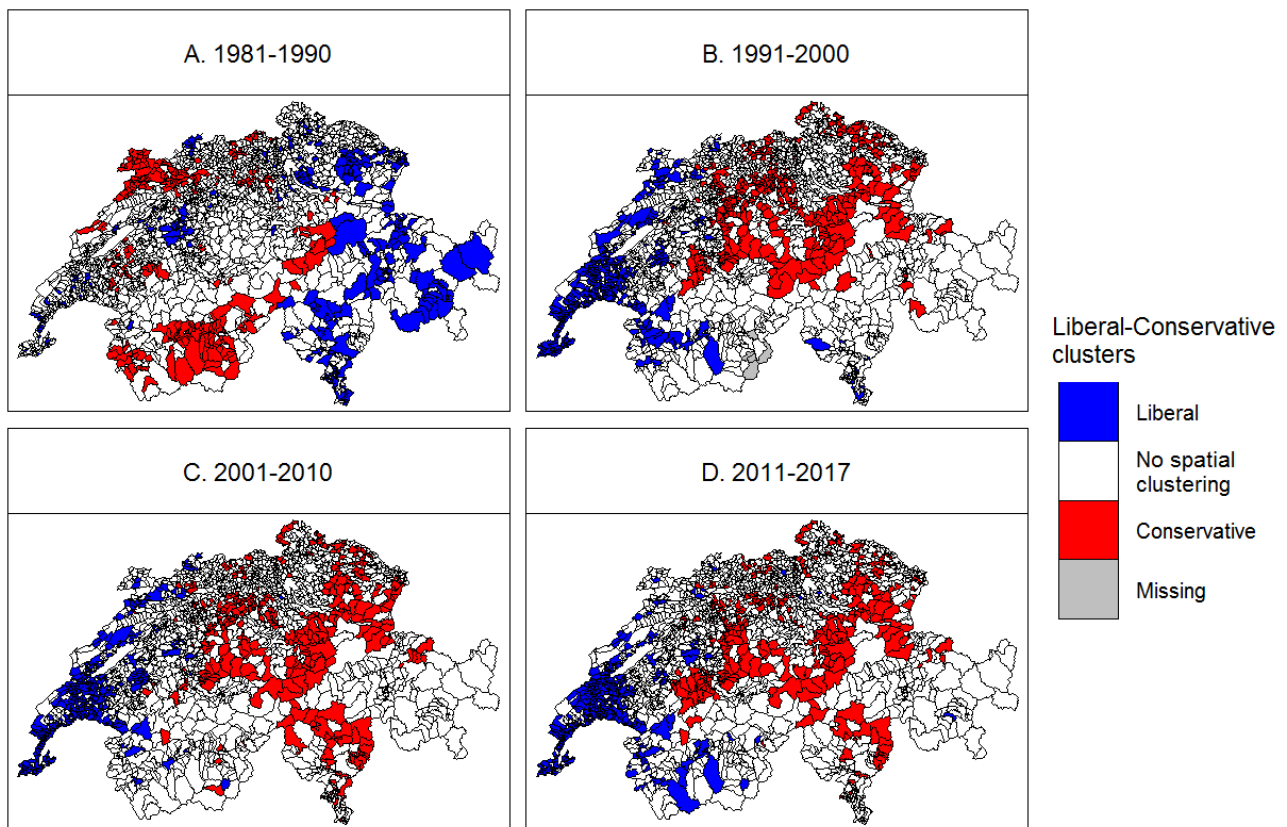 A. 1981-1990
B. 1991-2000
C. 2001-2010
D. 2011-2017
Liberal-Conservative
clusters
Liberal
No spatial
clustering
Conservative
Missing